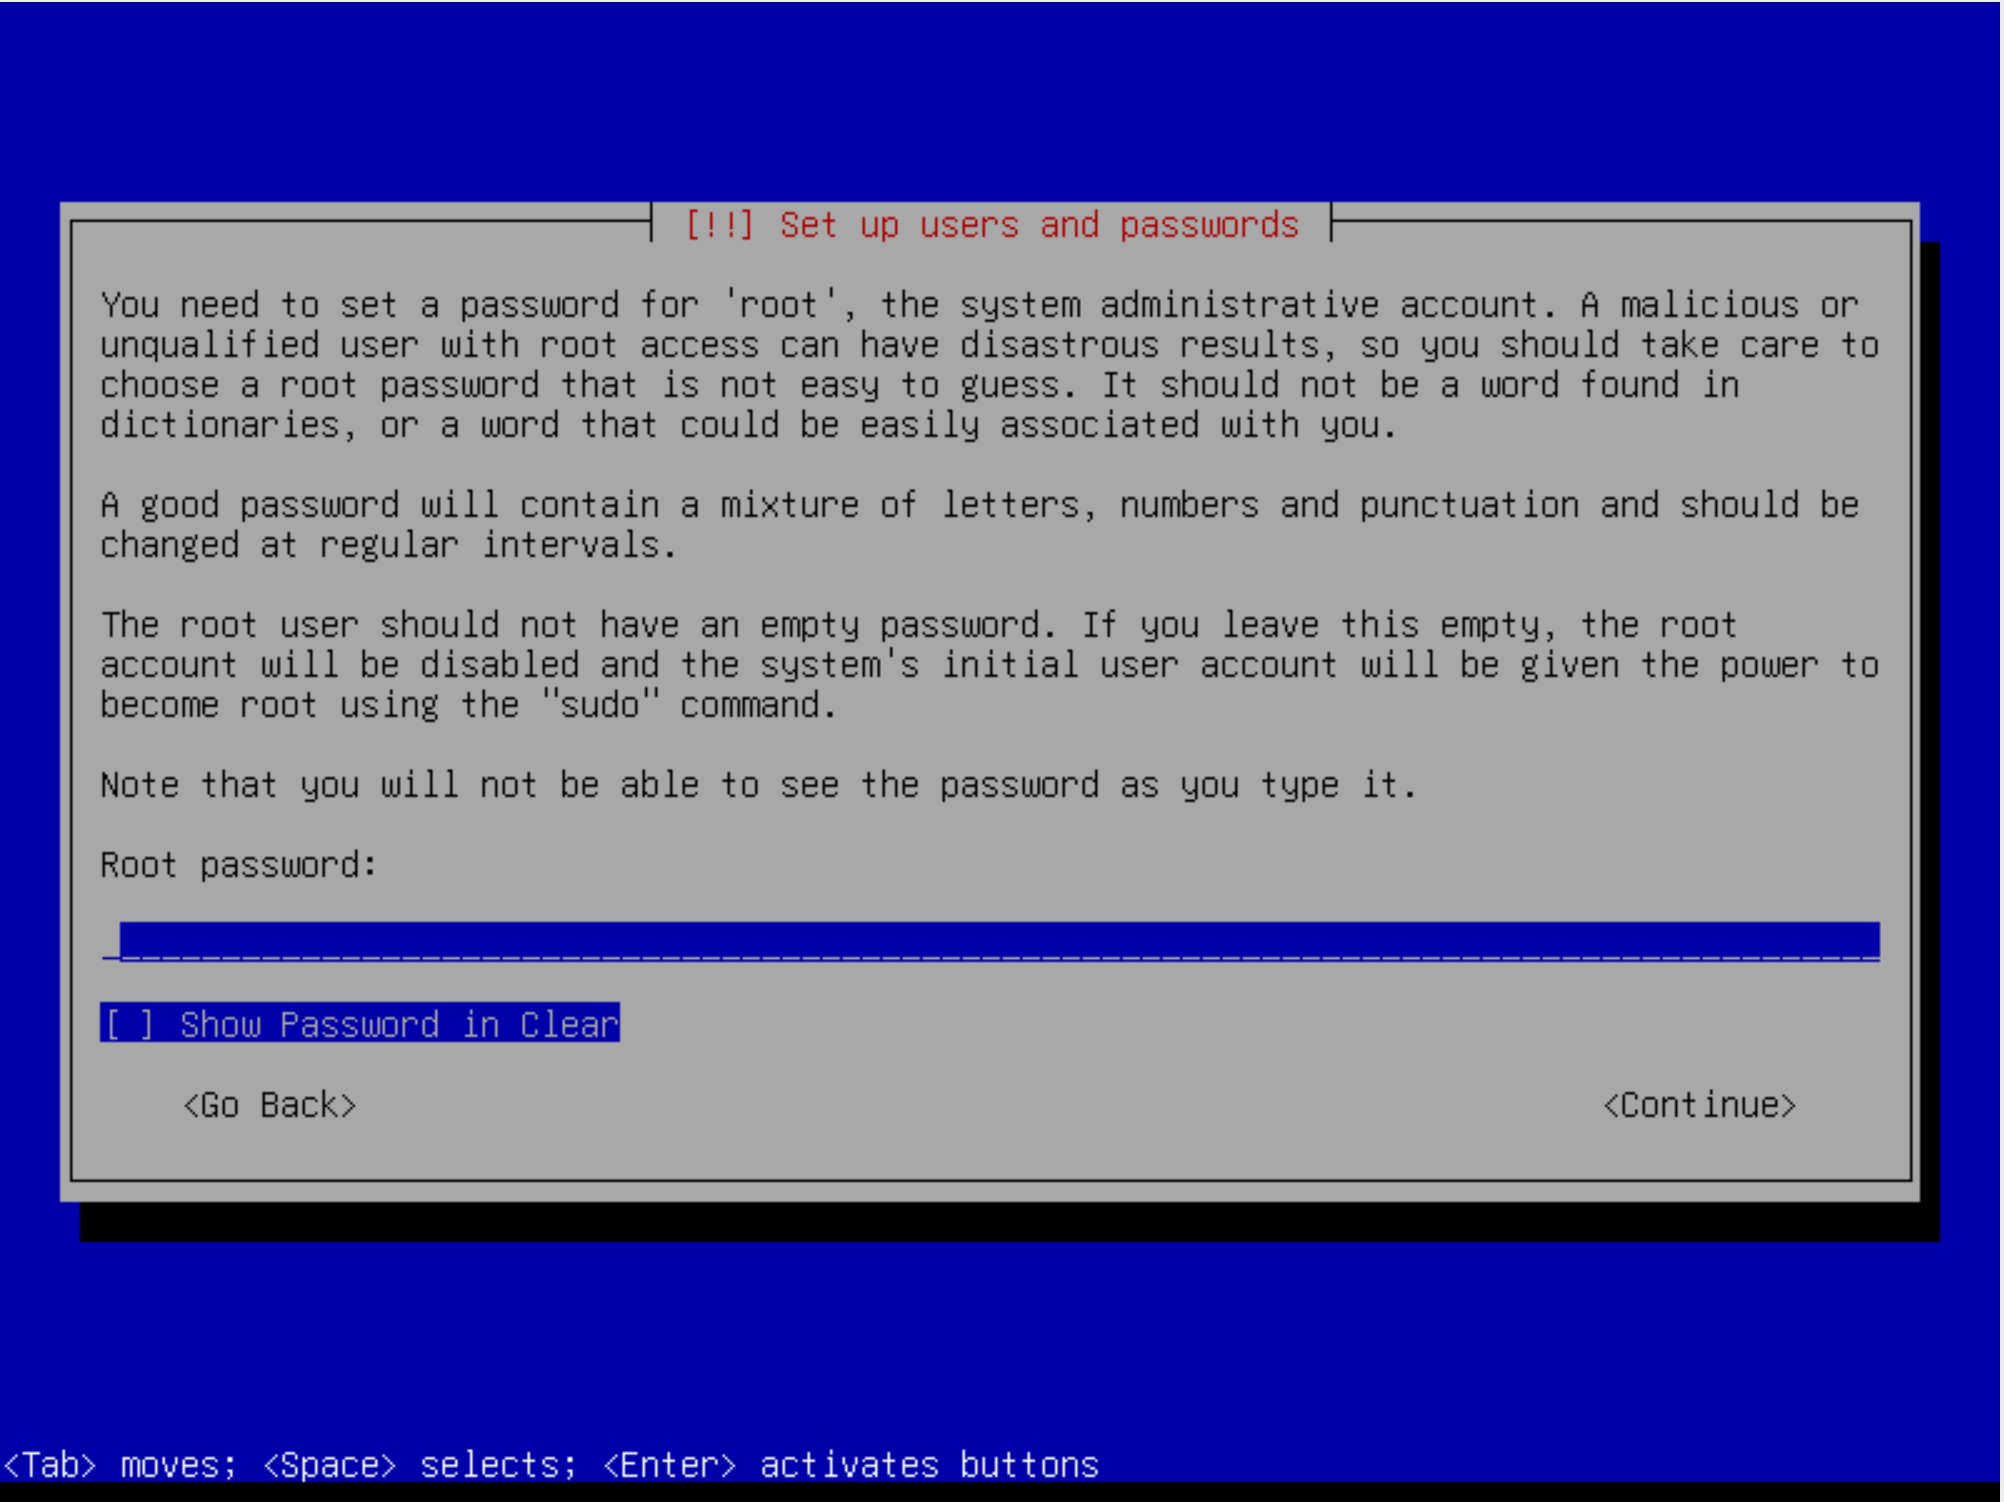 [!!] Set up users and passwords
You need to set a password for 'root', the system administrative account. A malicious or
unqualified user with root access can have disastrous results, so you should take care to
choose a root password that is not easy to guess. It should not be a word found in
dictionaries, or a word that could be easily associated with you.
A good password will contain a mixture of letters, numbers and punctuation and should be
changed at regular intervals.
The root user should not have an empty password. If you leave this empty, the root
account will be disabled and the system's initial user account will be given the power to
become root using the "sudo" command.
Note that you will not be able to see the password as you type it.
Root password:
[ ] Show Password in Clear
<Go Back> <Continue>
<Tab> moves; <Space> selects; <Enter> activates buttons